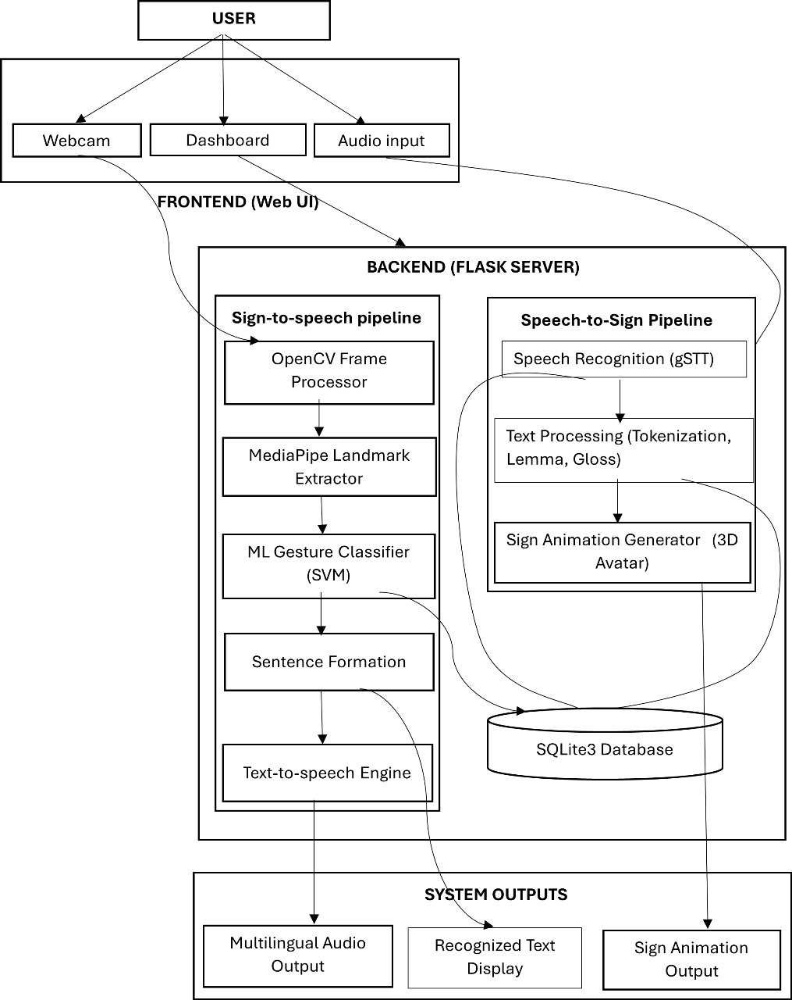 USER
Webcam
Dashboard
Audio input
FRONTEND (Web UI)
BACKEND (FLASK SERVER)
Sign-to-speech pipeline
OpenCV Frame
Processor
MediaPipe Landmark
Extractor
ML Gesture Classifier
(SVM)
Sentence Formation
Text-to-speech Engine
Speech-to-Sign Pipeline
Speech Recognition (gSTT)
Text Processing (Tokenization,
Lemma, Gloss)
Sign Animation Generator (3D
Avatar)
SQLite3 Database
SYSTEM OUTPUTS
Multilingual Audio
Output
Recognized Text
Display
Sign Animation
Output